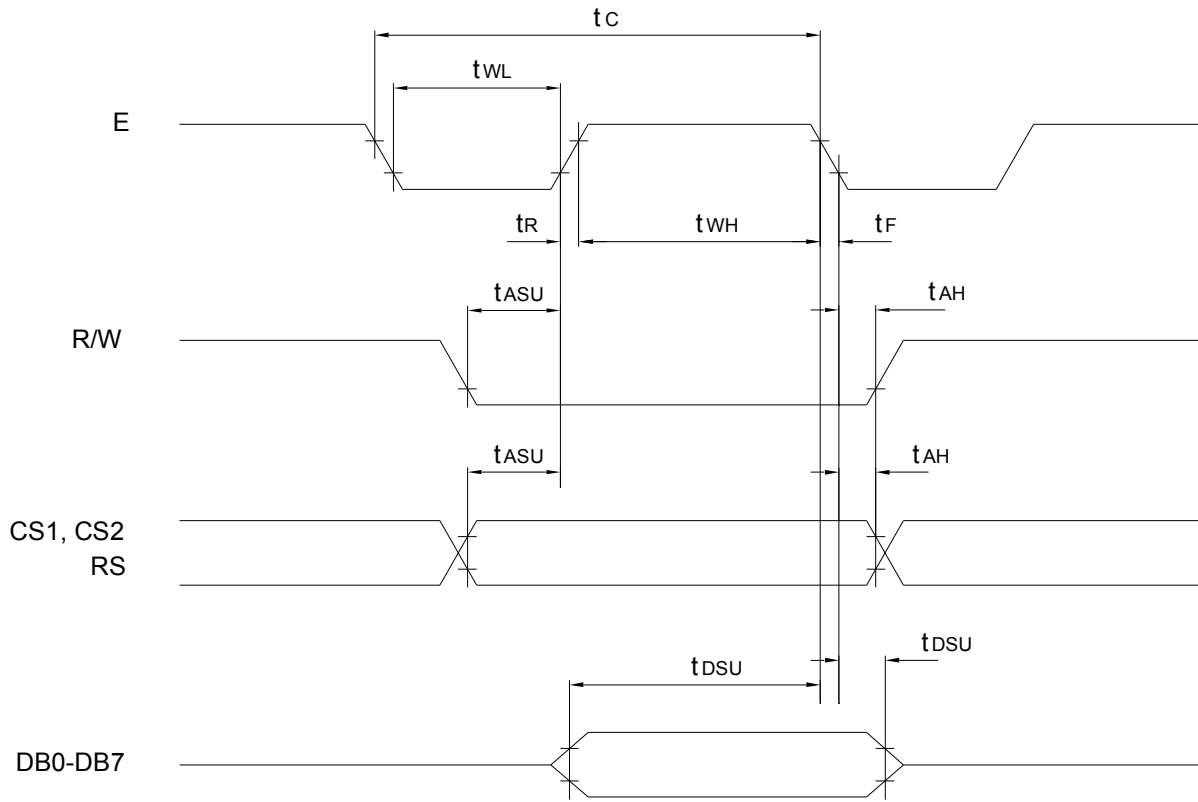 tC
tWL
E
tR
tWH
tF
tASU
tAH
R/W
tASU
tAH
CS1, CS2
RS
tDSU
tDSU
DB0-DB7